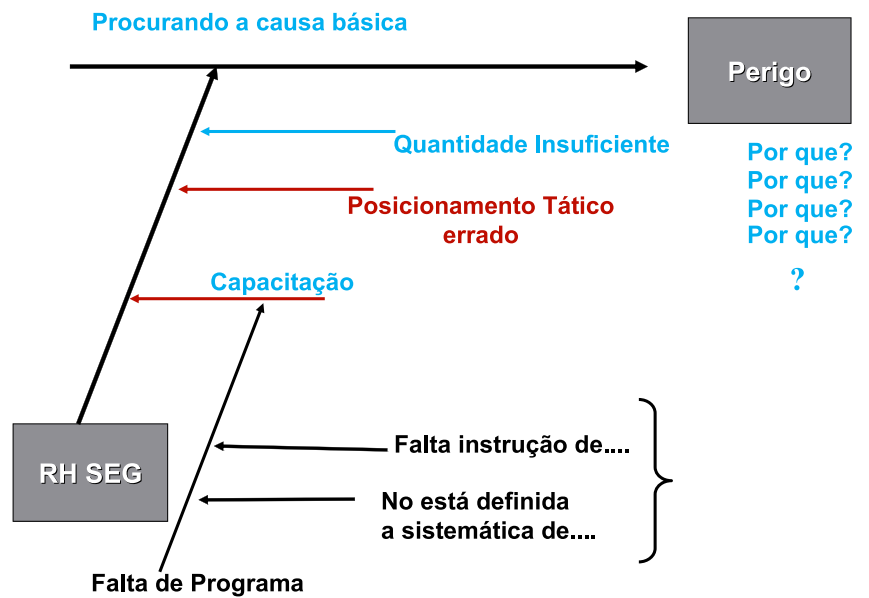 Procurando a causa básica
Perigo
Quantidade Insuficiente
Por que?
Por que?
Por que?
Por que?
?
Posicionamento Tático
errado
Capacitação
RH SEG
Falta instrução de....
No está definida
a sistemática de....
Falta de Programa